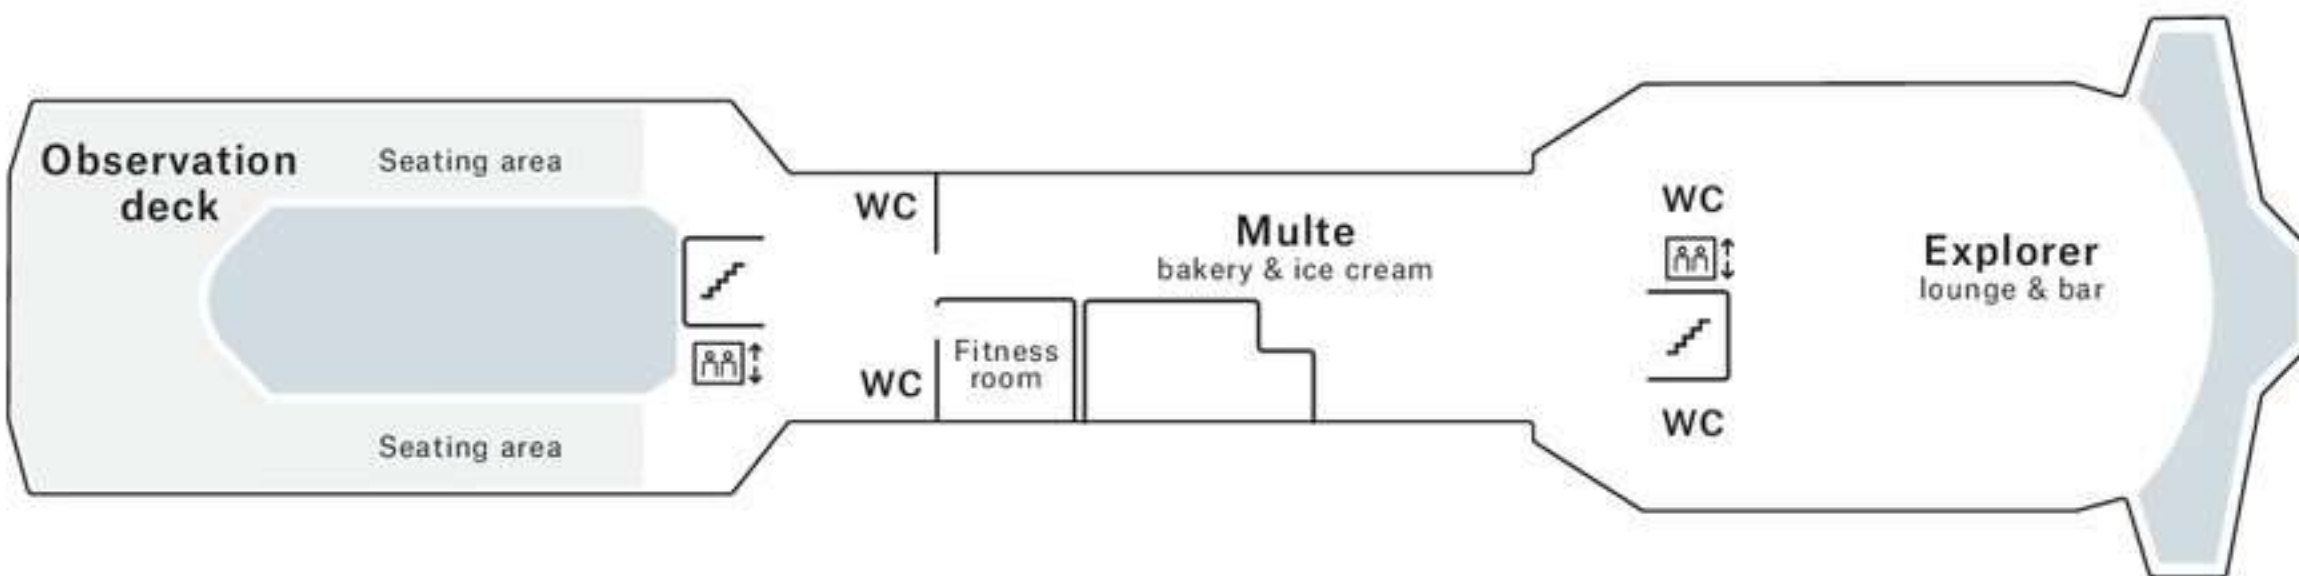 Observation
deck
Seating area
Seating area
WC
WC
Fitness
room
Multe
bakery & ice cream
WC
WC
Explorer
lounge & bar